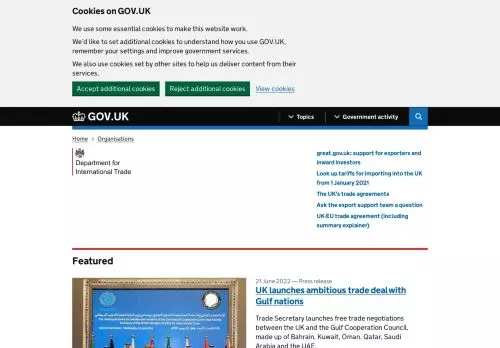 Cookies on GOV.UK
We use some essential cookies to make this website work.
We'd like to set additional cookies to understand how you use GOV.UK,
remember your settings and improve government services.
We also use cookies set by other sites to help us deliver content from their
services.
Accept additional cookies
Reject additional cookies
View cookies
GOV.UK
Topics
Government activity
Home
Organisations
Department for
International Trade
great.gov.uk: support for exporters and
inward investors
Look up tariffs for importing into the UK
from 1 January 2021
The UK's trade agreements
Ask the export support team a question
UK-EU trade agreement (including
summary explainer)
Featured
21 June 2022 — Press release
UK launches ambitious trade deal with
Gulf nations
Trade Secretary launches free trade negotiations
between the UK and the Gulf Cooperation Council,
made up of Bahrain, Kuwait, Oman, Qatar, Saudi
Arabia and the UAE.